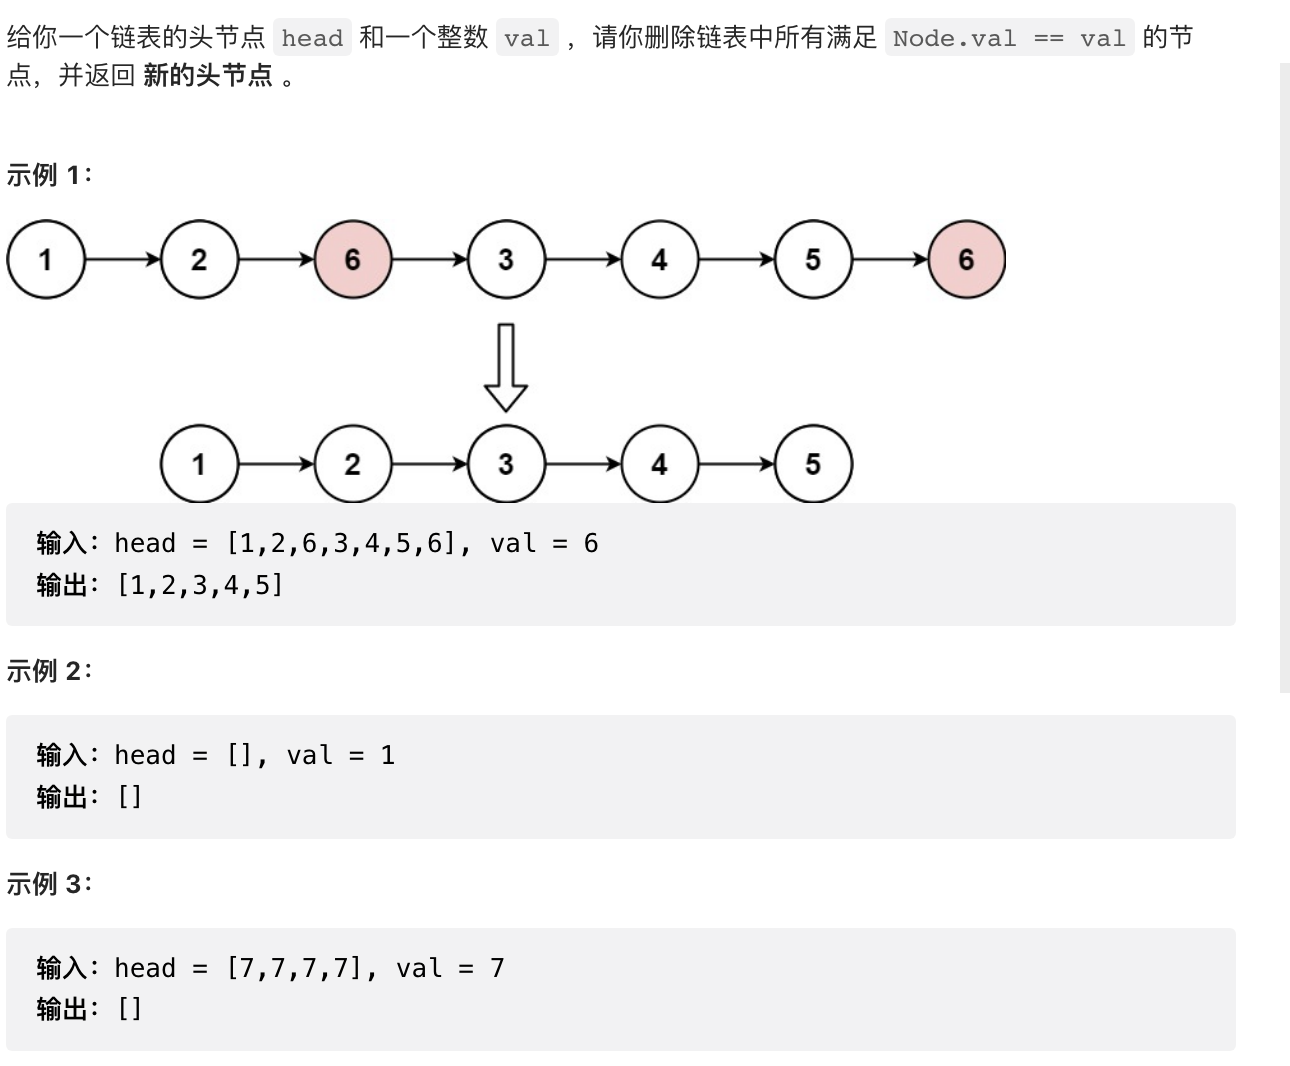 给你一个链表的头节点 head 和一个整数 val ，请你删除链表中所有满足 Node.val == val 的节
点，并返回 新的头节点 。
示例 1：
1 2 6 3 4 5 6
1 2 3 4 5
输入：head = [1,2,6,3,4,5,6], val = 6
输出：[1,2,3,4,5]
示例 2：
输入：head = [], val = 1
输出：[]
示例 3：
输入：head = [7,7,7,7], val = 7
输出：[]